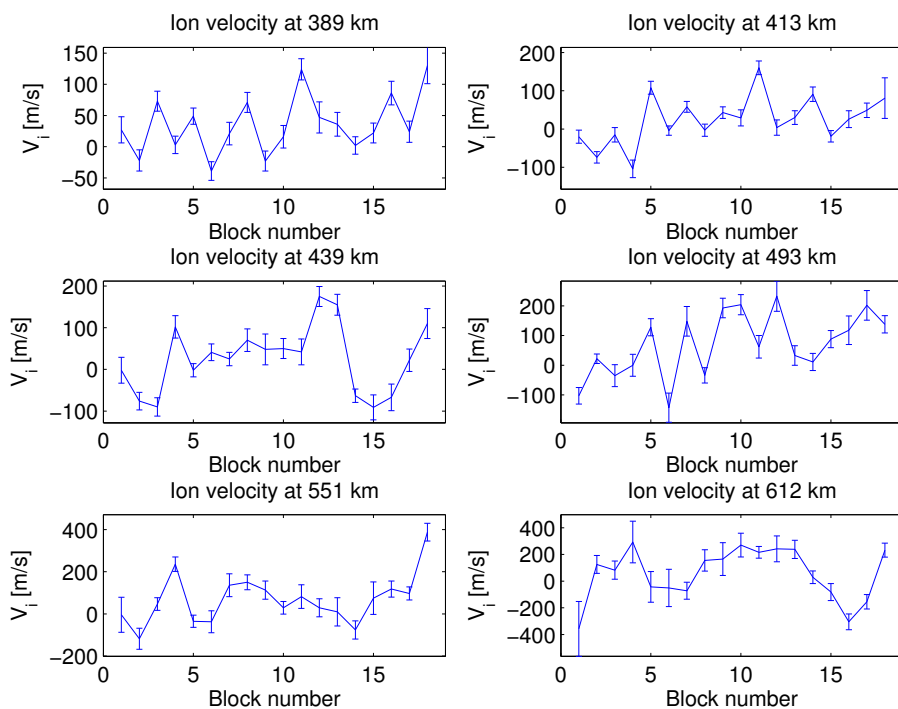 Ion velocity at 389 km
150
100
50
0
−50
V_i [m/s]
0 5 10 15
Block number
Ion velocity at 413 km
200
100
0
−100
V_i [m/s]
0 5 10 15
Block number
Ion velocity at 439 km
200
100
0
−100
V_i [m/s]
0 5 10 15
Block number
Ion velocity at 493 km
200
100
0
−100
V_i [m/s]
0 5 10 15
Block number
Ion velocity at 551 km
400
200
0
−200
V_i [m/s]
0 5 10 15
Block number
Ion velocity at 612 km
400
200
0
−200
−400
V_i [m/s]
0 5 10 15
Block number